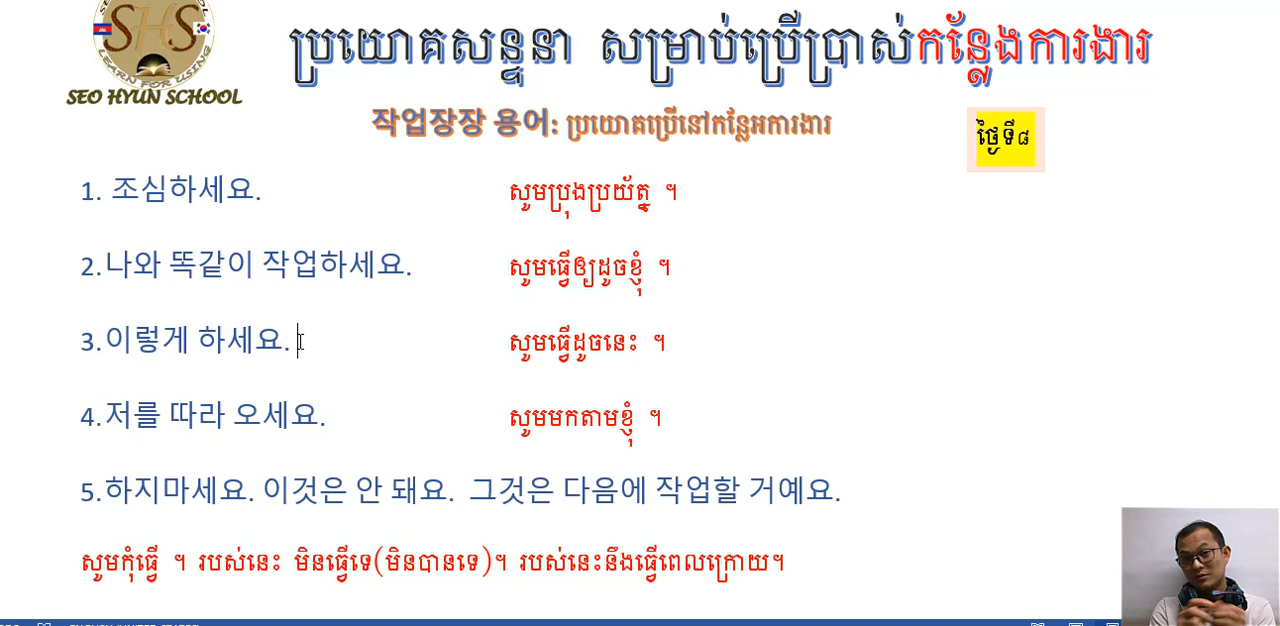 SHS
LEARN FOR USING
SEO HYUN SCHOOL
ប្រយោគសន្ទនា សម្រាប់ប្រើប្រាស់កន្លែងការងារ
작업장장 용어: ប្រយោគប្រើនៅកន្លែអការងារ
ថ្ងៃទី៨
1. 조심하세요. សូមប្រុងប្រយ័ត្ន ។
2.나와 똑같이 작업하세요. សូមធ្វើឲ្យដូចខ្ញុំ ។
3.이렇게 하세요. សូមធ្វើដូចនេះ ។
4.저를 따라 오세요. សូមមកតាមខ្ញុំ ។
5.하지마세요. 이것은 안 돼요. 그것은 다음에 작업할 거예요.
សូមកុំធ្វើ ។ របស់នេះ មិនធ្វើទេ(មិនបានទេ)។ របស់នេះនឹងធ្វើពេលក្រោយ។